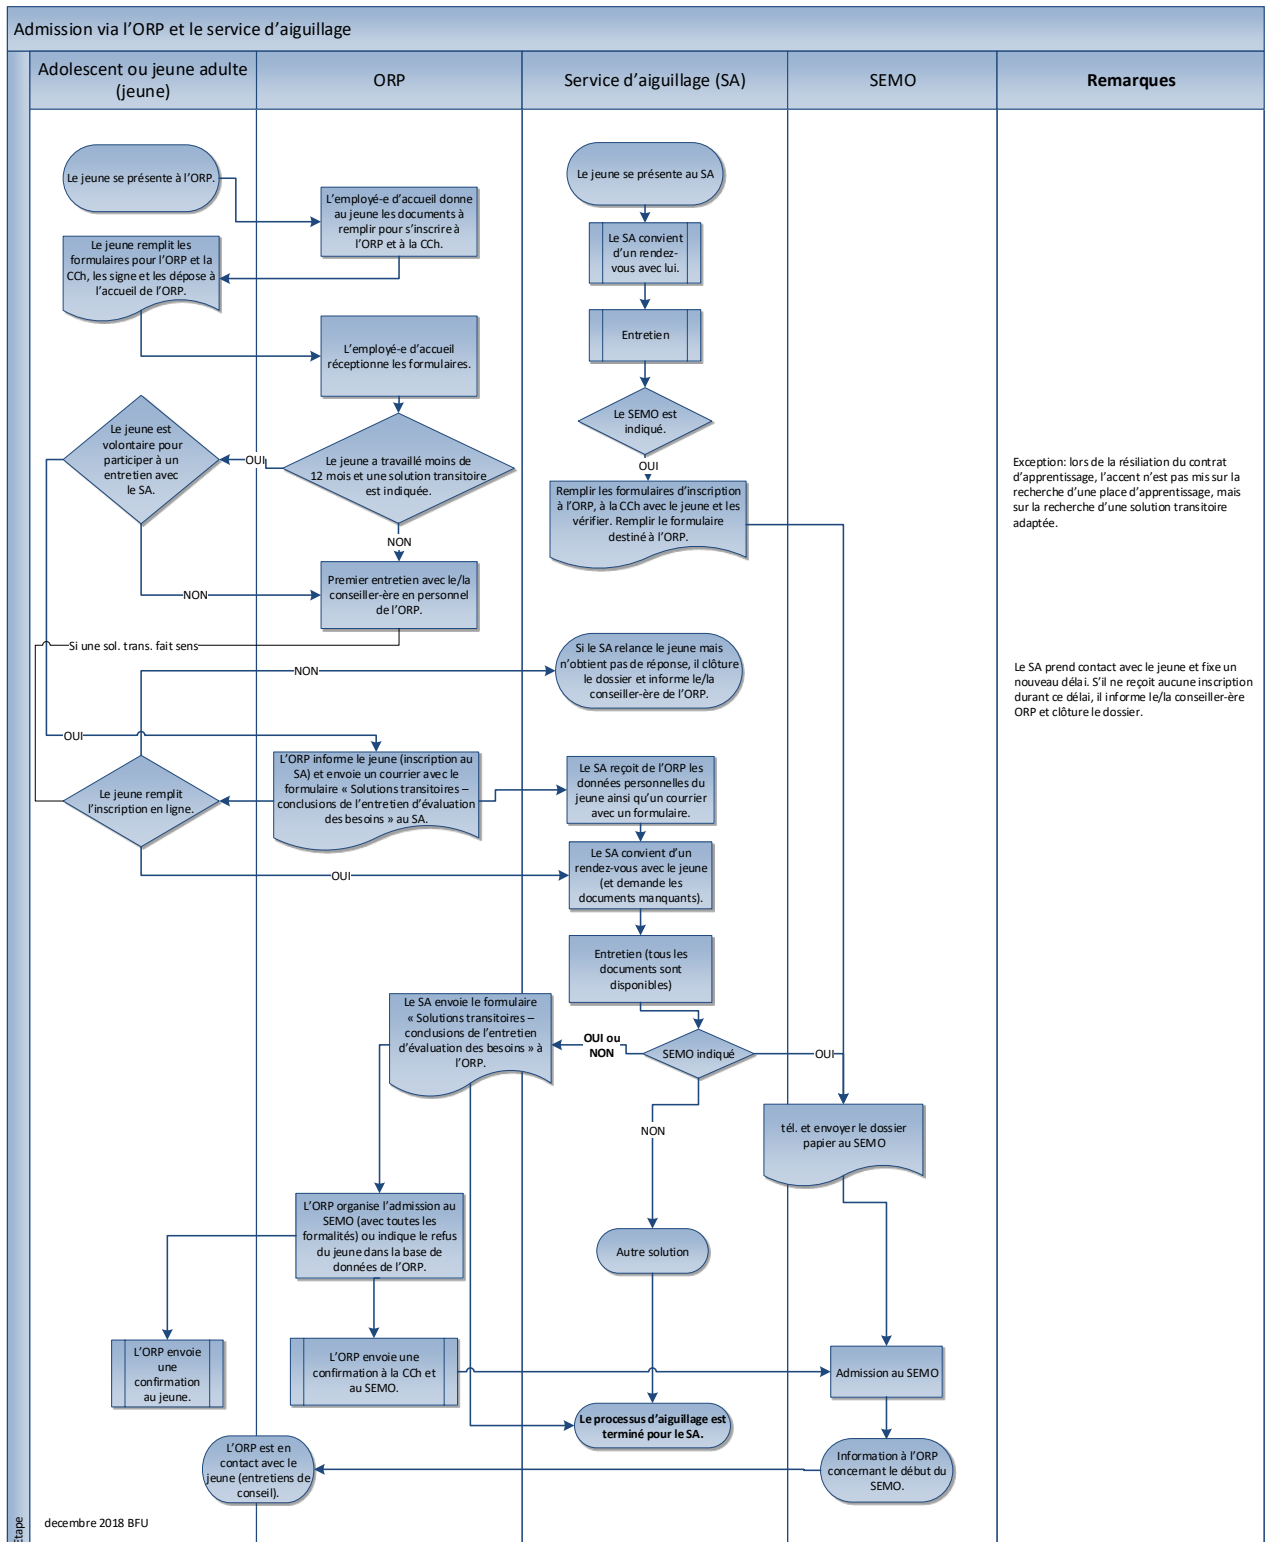 Admission via l’ORP et le service d’aiguillage
Adolescent ou jeune adulte
(jeune)
ORP
Service d’aiguillage (SA)
SEMO
Remarques
Le jeune se présente à l’ORP.
L’employé-e d’accueil donne
au jeune les documents à
remplir pour s’inscrire à
l’ORP et à la CCh.
Le jeune se présente au SA
Le jeune remplit les
formulaires pour l’ORP et la
CCh, les signe et les dépose à
l’accueil de l’ORP.
Le SA convient
d’un rendez-
vous avec lui.
L’employé-e d’accueil
réceptionne les formulaires.
Entretien
Le SEMO est
indiqué.
OUI
Le jeune est
volontaire pour
participer à un
entretien avec
le SA.
OUI
Le jeune a travaillé moins de
12 mois et une solution transitoire
est indiquée.
NON
Remplir les formulaires d’inscription
à l’ORP, à la CCh avec le jeune et les
vérifier. Remplir le formulaire
destiné à l’ORP.
Exception: lors de la résiliation du contrat
d’apprentissage, l’accent n’est pas mis sur la
recherche d’une place d’apprentissage, mais
sur la recherche d’une solution transitoire
adaptée.
NON
Premier entretien avec le/la
conseiller-ère en personnel
de l’ORP.
Si une sol. trans. fait sens
NON
Si le SA relance le jeune mais
n’obtient pas de réponse, il clôture
le dossier et informe le/la
conseiller-ère de l’ORP.
Le SA prend contact avec le jeune et fixe un
nouveau délai. S’il ne reçoit aucune inscription
durant ce délai, il informe le/la conseiller-ère
ORP et clôture le dossier.
OUI
Le jeune remplit
l’inscription en ligne.
L’ORP informe le jeune (inscription au
SA) et envoie un courrier avec le
formulaire « Solutions transitoires –
conclusions de l’entretien d’évaluation
des besoins » au SA.
Le SA reçoit de l’ORP les
données personnelles du
jeune ainsi qu’un courrier
avec un formulaire.
OUI
Le SA convient d’un
rendez-vous avec le jeune
(et demande les
documents manquants).
Entretien (tous les
documents sont
disponibles)
Le SA envoie le formulaire
« Solutions transitoires –
conclusions de l’entretien
d’évaluation des besoins » à
l’ORP.
OUI ou
NON
SEMO indiqué
OUI
NON
tél. et envoyer le dossier
papier au SEMO
L’ORP organise l’admission au
SEMO (avec toutes les
formalités) ou indique le refus
du jeune dans la base de
données de l’ORP.
Autre solution
L’ORP envoie
une
confirmation
au jeune.
L’ORP envoie une
confirmation à la CCh et
au SEMO.
Admission au SEMO
Le processus d’aiguillage est
terminé pour le SA.
L’ORP est en
contact avec le
jeune (entretiens de
conseil).
Information à l’ORP
concernant le début du
SEMO.
decembre 2018 BFU
Etape